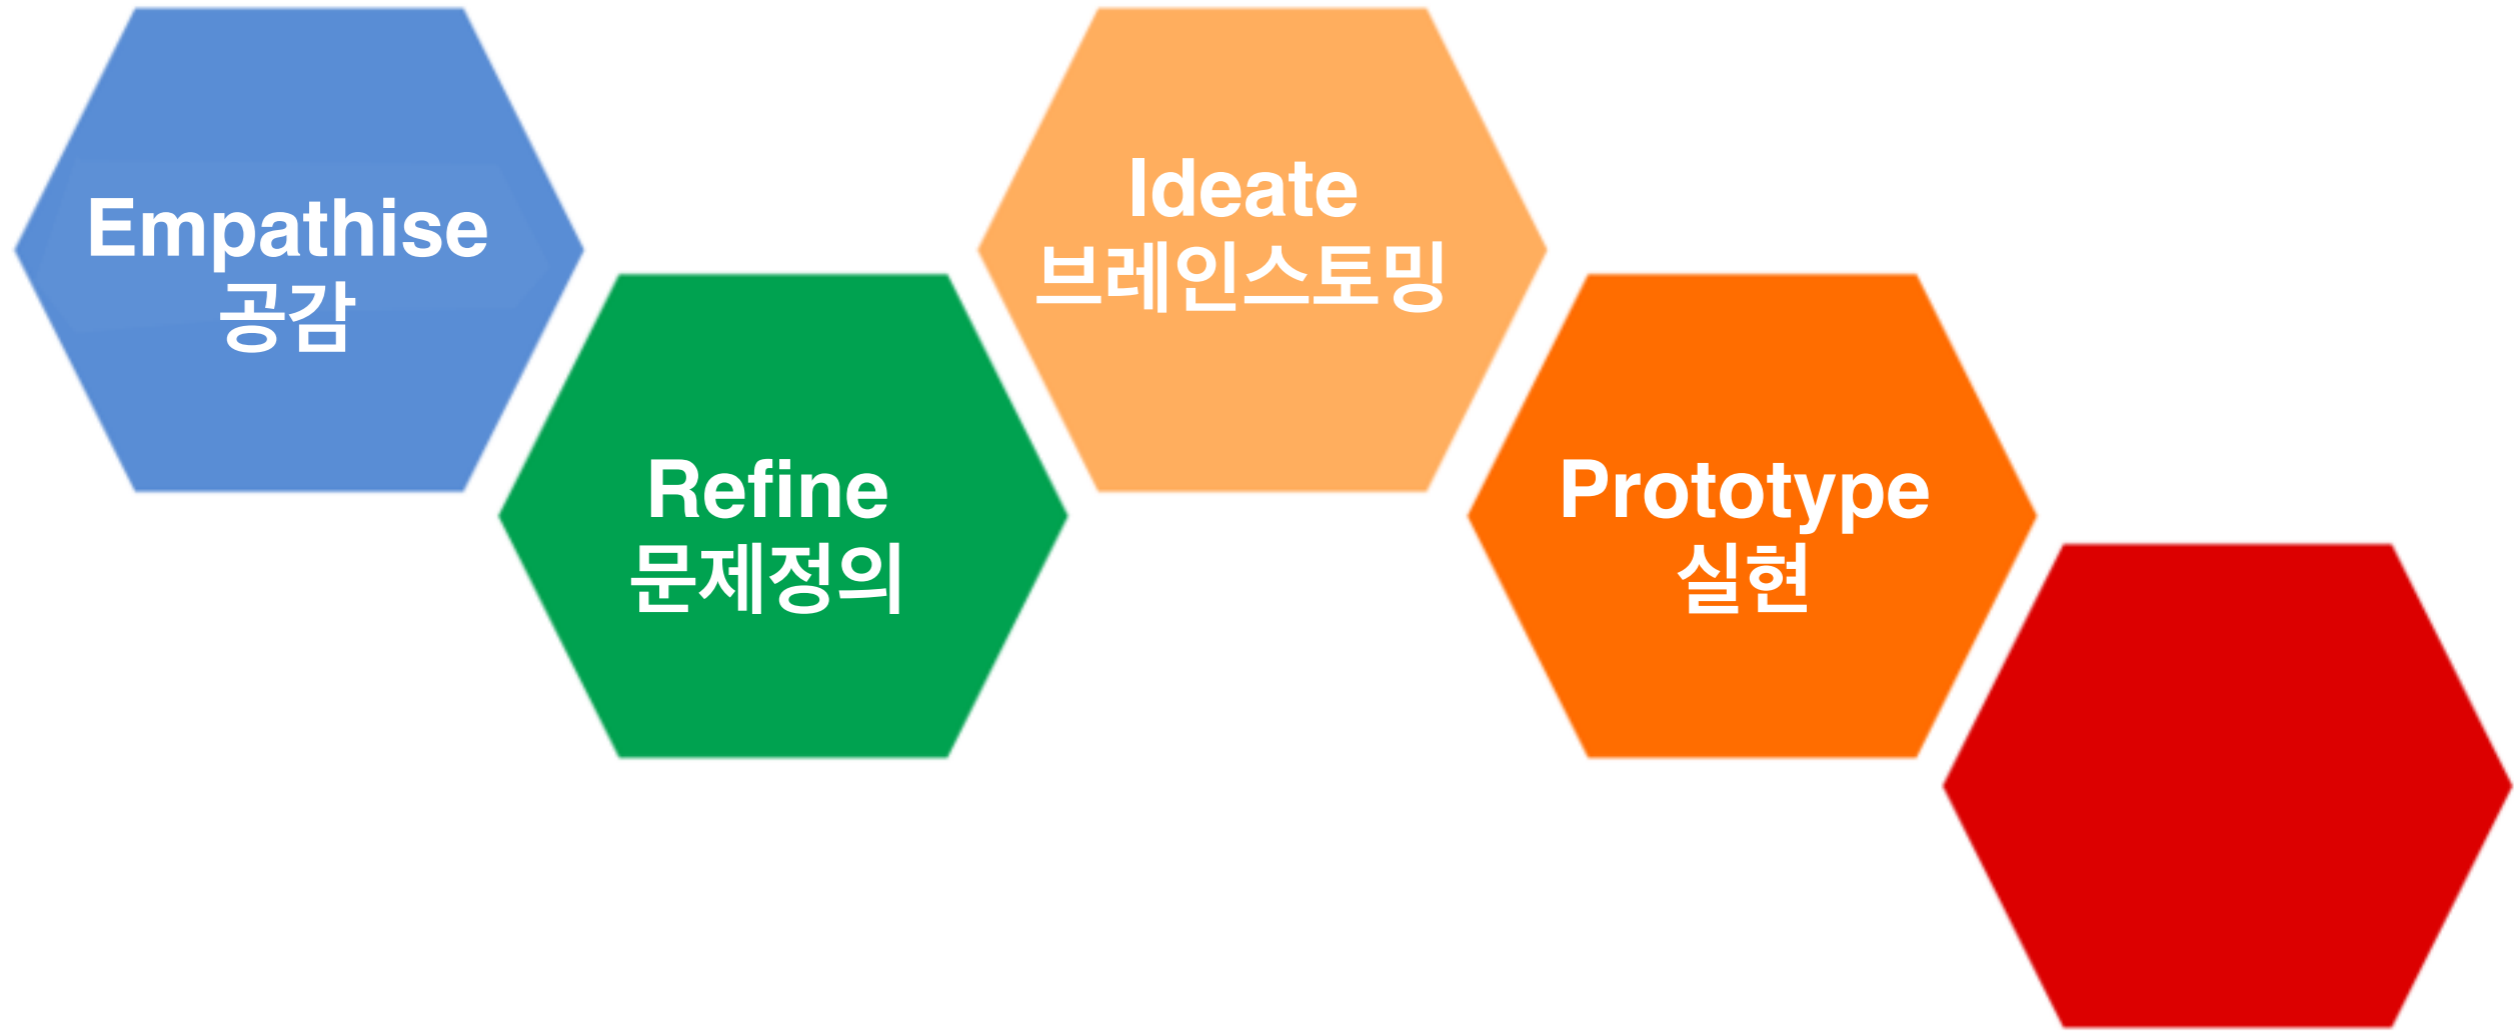 Empathise
공감
Refine
문제정의
Ideate
브레인스토밍
Prototype
실현